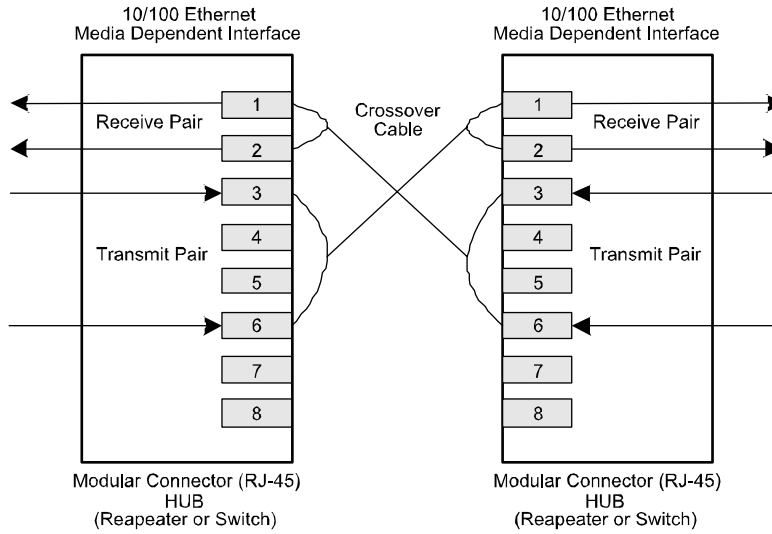 10/100 Ethernet
Media Dependent Interface
10/100 Ethernet
Media Dependent Interface
1
Receive Pair
2
3
4
Transmit Pair
5
6
7
8
Crossover
Cable
1
Receive Pair
2
3
4
Transmit Pair
5
6
7
8
Modular Connector (RJ-45)
HUB
(Reapeater or Switch)
Modular Connector (RJ-45)
HUB
(Reapeater or Switch)